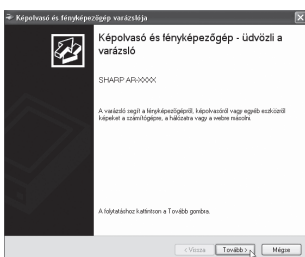 Képolvasó és fényképezőgép varázslója
Képolvasó és fényképezőgép - üdvözli a
varázsló
SHARP AR-XXXX
A varázsló segít a fényképezőgépről, képolvasóról vagy egyéb eszközről
képeket a számítógépre, a hálózatra vagy a webre másolni.
A folytatáshoz kattintson a Tovább gombra.
< Vissza
Tovább >
Mégse